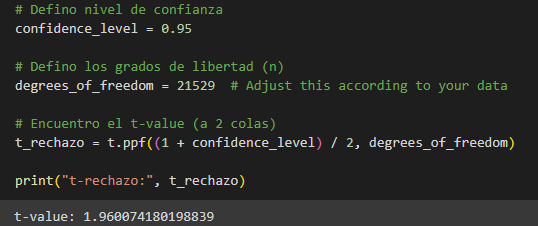 # Defino nivel de confianza
confidence_level = 0.95
# Defino los grados de libertad (n)
degrees_of_freedom = 21529  # Adjust this according to your data
# Encuentro el t-value (a 2 colas)
t_rechazo = t.ppf((1 + confidence_level) / 2, degrees_of_freedom)
print("t-rechazo:", t_rechazo)
t-value: 1.960074180198839